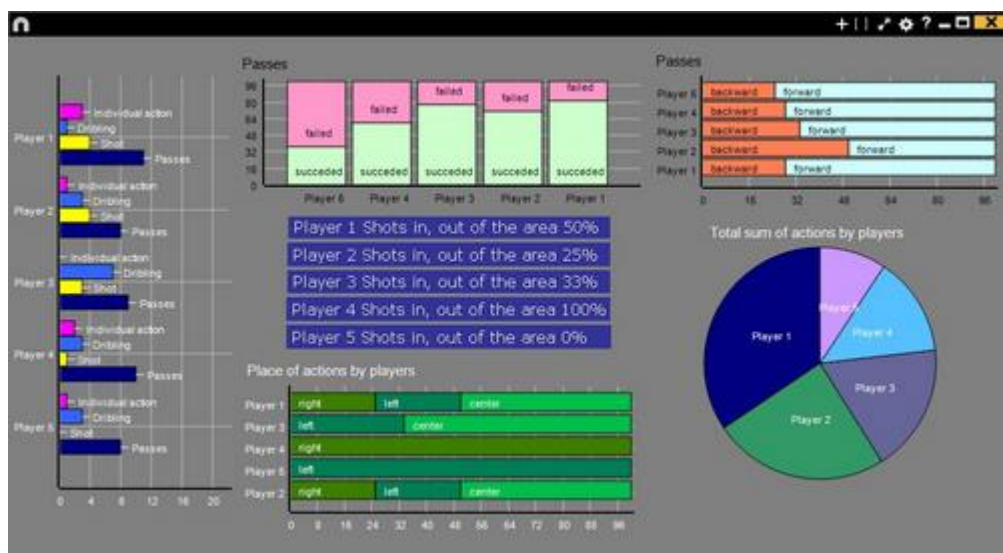 Player 1
Individual action
Dribling
Shot
Passes
Player 2
Individual action
Dribling
Shot
Passes
Player 3
Individual action
Dribling
Shot
Passes
Player 4
Individual action
Dribling
Shot
Passes
Player 5
Individual action
Dribling
Shot
Passes
0 4 8 12 16 20
Passes
96
80
64
48
32
16
0
failed failed failed failed failed
succeded succeded succeded succeded succeded
Player 4 Player 3 Player 2 Player 1
Player 1 Shots in, out of the area 50%
Player 2 Shots in, out of the area 25%
Player 3 Shots in, out of the area 33%
Player 4 Shots in, out of the area 100%
Player 5 Shots in, out of the area 0%
Place of actions by players
Player 1 right left center
Player 3 left center
Player 4 right
Player 5 left
Player 2 right left center
0 8 16 24 32 40 48 56 64 72 80 88 96
Passes
backward forward
Player 4 backward forward
Player 3 backward forward
Player 2 backward forward
Player 1 backward forward
0 16 32 48 64 80 96
Total sum of actions by players
Player 5
Player 4
Player 1
Player 3
Player 2